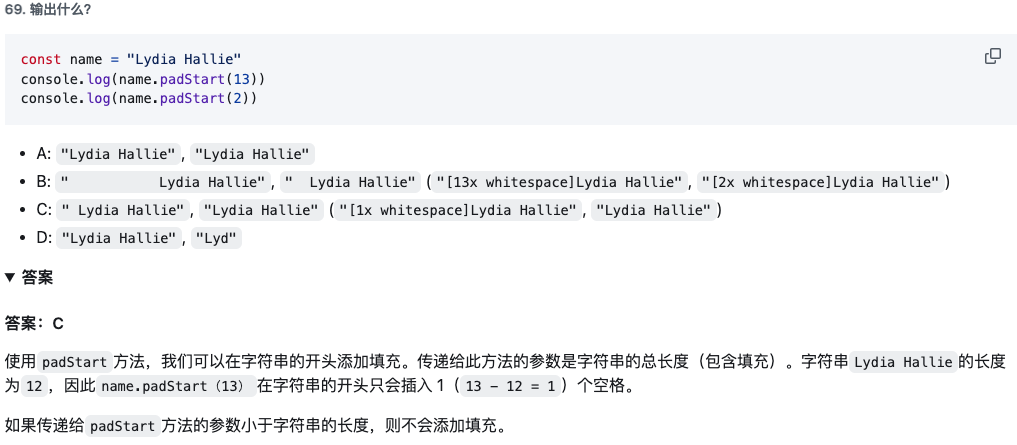 69. 输出什么?
const name = "Lydia Hallie"
console.log(name.padStart(13))
console.log(name.padStart(2))
• A: "Lydia Hallie", "Lydia Hallie"
• B: "           Lydia Hallie", "  Lydia Hallie" ("[13x whitespace]Lydia Hallie", "[2x whitespace]Lydia Hallie")
• C: " Lydia Hallie", "Lydia Hallie" ("[1x whitespace]Lydia Hallie", "Lydia Hallie")
• D: "Lydia Hallie", "Lyd"
▼ 答案
答案：C
使用 padStart 方法，我们可以在字符串的开头添加填充。传递给此方法的参数是字符串的总长度（包含填充）。字符串 Lydia Hallie 的长度
为 12 ，因此 name.padStart（13） 在字符串的开头只会插入 1（ 13 - 12 = 1 ）个空格。
如果传递给 padStart 方法的参数小于字符串的长度，则不会添加填充。